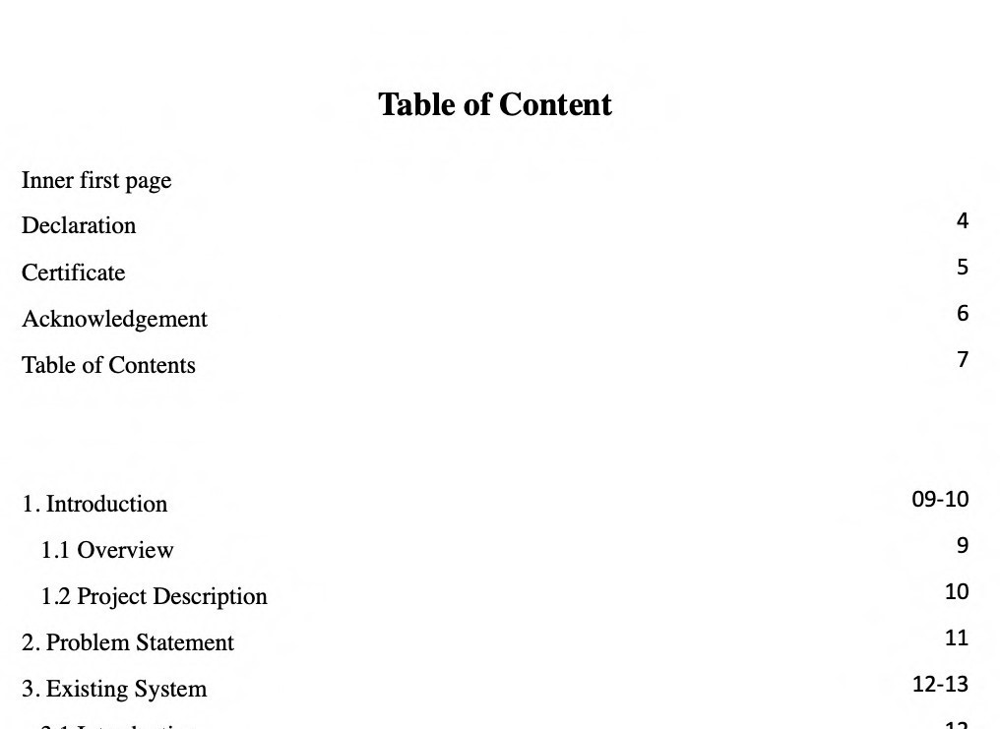 Table of Content
Inner first page
Declaration 4
Certificate 5
Acknowledgement 6
Table of Contents 7
1. Introduction 09-10
1.1 Overview 9
1.2 Project Description 10
2. Problem Statement 11
3. Existing System 12-13